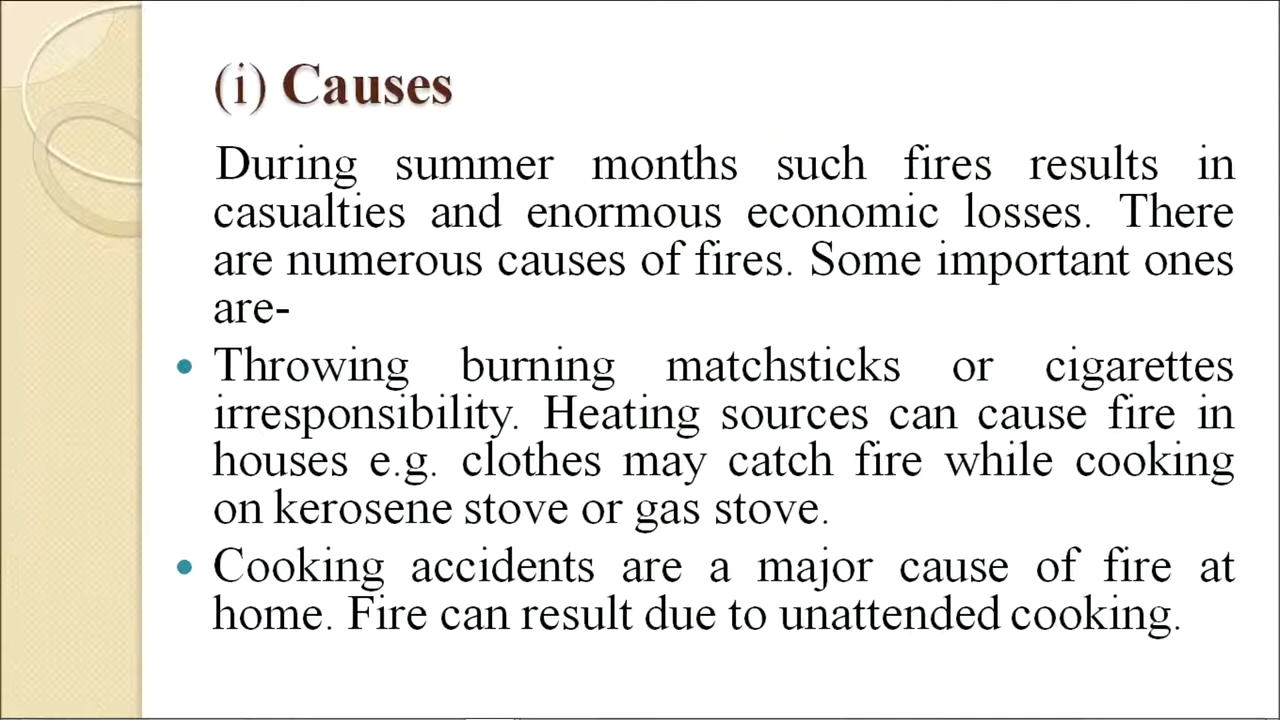 (i) Causes
During summer months such fires results in
casualties and enormous economic losses. There
are numerous causes of fires. Some important ones
are-
• Throwing burning matchsticks or cigarettes
irresponsibility. Heating sources can cause fire in
houses e.g. clothes may catch fire while cooking
on kerosene stove or gas stove.
• Cooking accidents are a major cause of fire at
home. Fire can result due to unattended cooking.